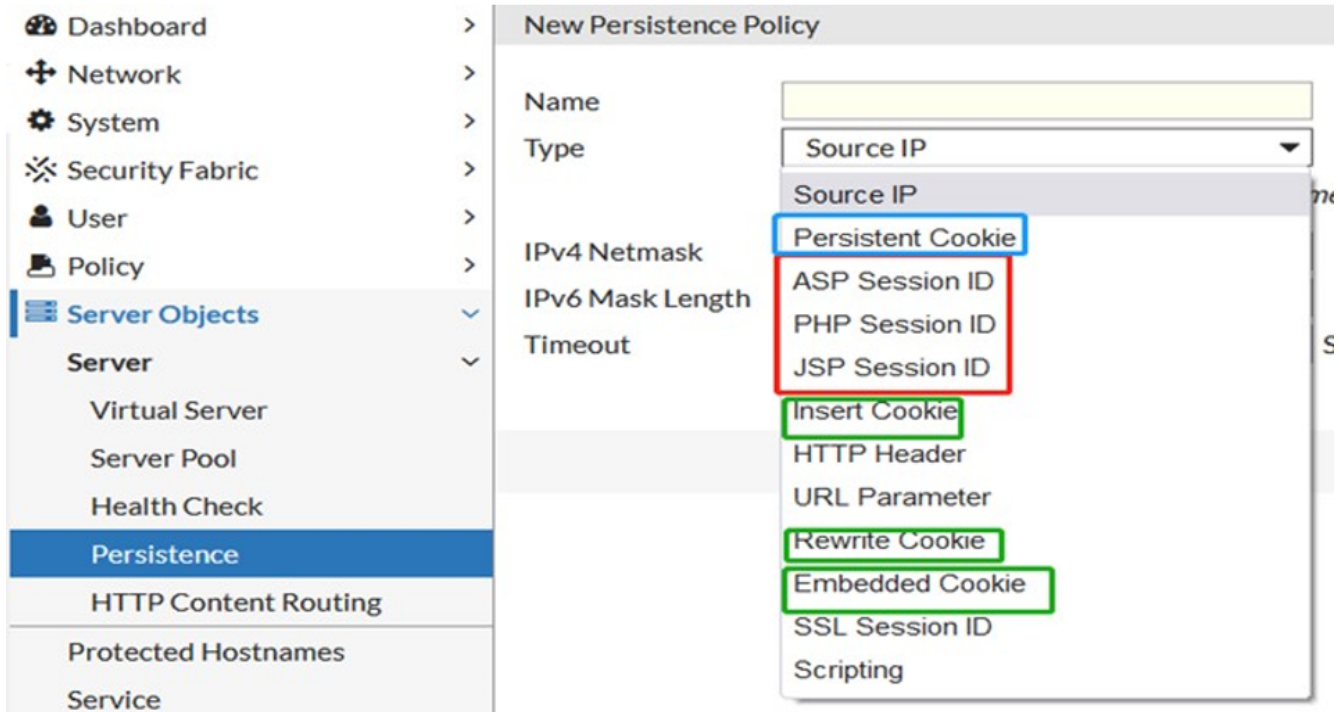 Dashboard
Network
System
Security Fabric
User
Policy
Server Objects
Server
Virtual Server
Server Pool
Health Check
Persistence
HTTP Content Routing
Protected Hostnames
Service
New Persistence Policy
Name
Type
Source IP
Source IP
Persistent Cookie
ASP Session ID
PHP Session ID
JSP Session ID
Insert Cookie
HTTP Header
URL Parameter
Rewrite Cookie
Embedded Cookie
SSL Session ID
Scripting
IPv4 Netmask
IPv6 Mask Length
Timeout